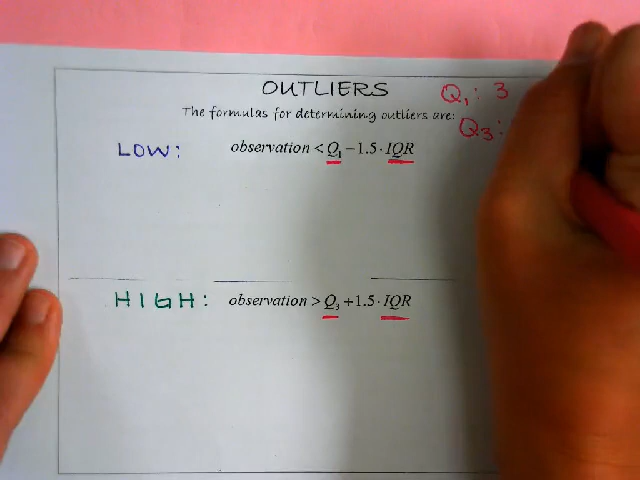 OUTLIERS
Q₁: 3
The formulas for determining outliers are:
Q₃:
LOW: observation < Q₁ − 1.5 · IQR
HIGH: observation > Q₃ + 1.5 · IQR